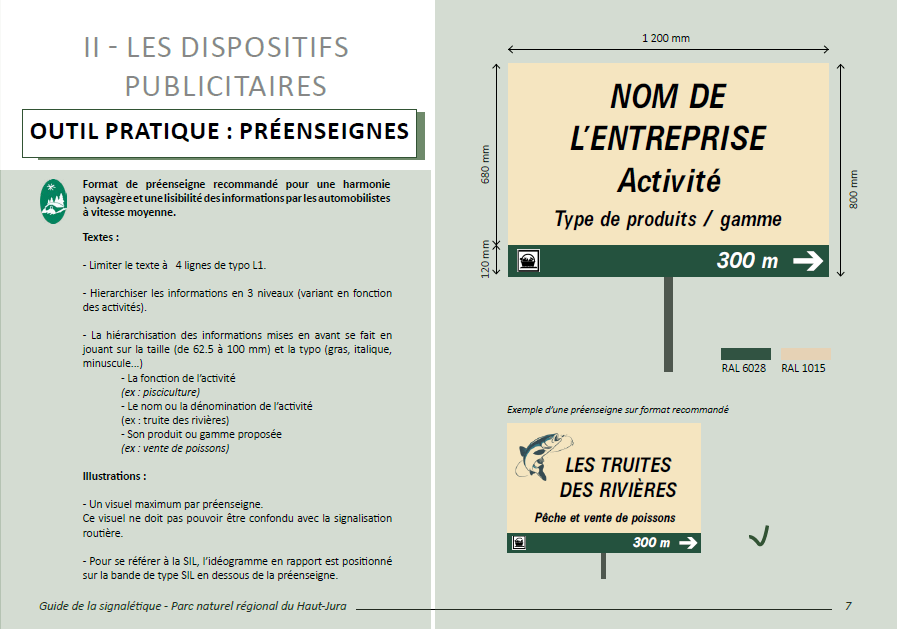 II - LES DISPOSITIFS
PUBLICITAIRES
OUTIL PRATIQUE : PRÉENSEIGNES
Format de préenseigne recommandé pour une harmonie
paysagère et une lisibilité des informations par les automobilistes
à vitesse moyenne.
Textes :
- Limiter le texte à 4 lignes de typo L1.
- Hierarchiser les informations en 3 niveaux (variant en fonction
des activités).
- La hiérarchisation des informations mises en avant se fait en
jouant sur la taille (de 62.5 à 100 mm) et la typo (gras, italique,
minuscule...)
- La fonction de l'activité
(ex : pisciculture)
- Le nom ou la dénomination de l'activité
(ex : truite des rivières)
- Son produit ou gamme proposée
(ex : vente de poissons)
Illustrations :
- Un visuel maximum par préenseigne.
Ce visuel ne doit pas pouvoir être confondu avec la signalisation
routière.
- Pour se référer à la SIL, l'idéogramme en rapport est positionné
sur la bande de type SIL en dessous de la préenseigne.
1 200 mm
680 mm
120 mm
800 mm
NOM DE
L'ENTREPRISE
Activité
Type de produits / gamme
300 m
RAL 6028 RAL 1015
Exemple d'une préenseigne sur format recommandé
LES TRUITES
DES RIVIÈRES
Pêche et vente de poissons
300 m
Guide de la signalétique - Parc naturel régional du Haut-Jura 7